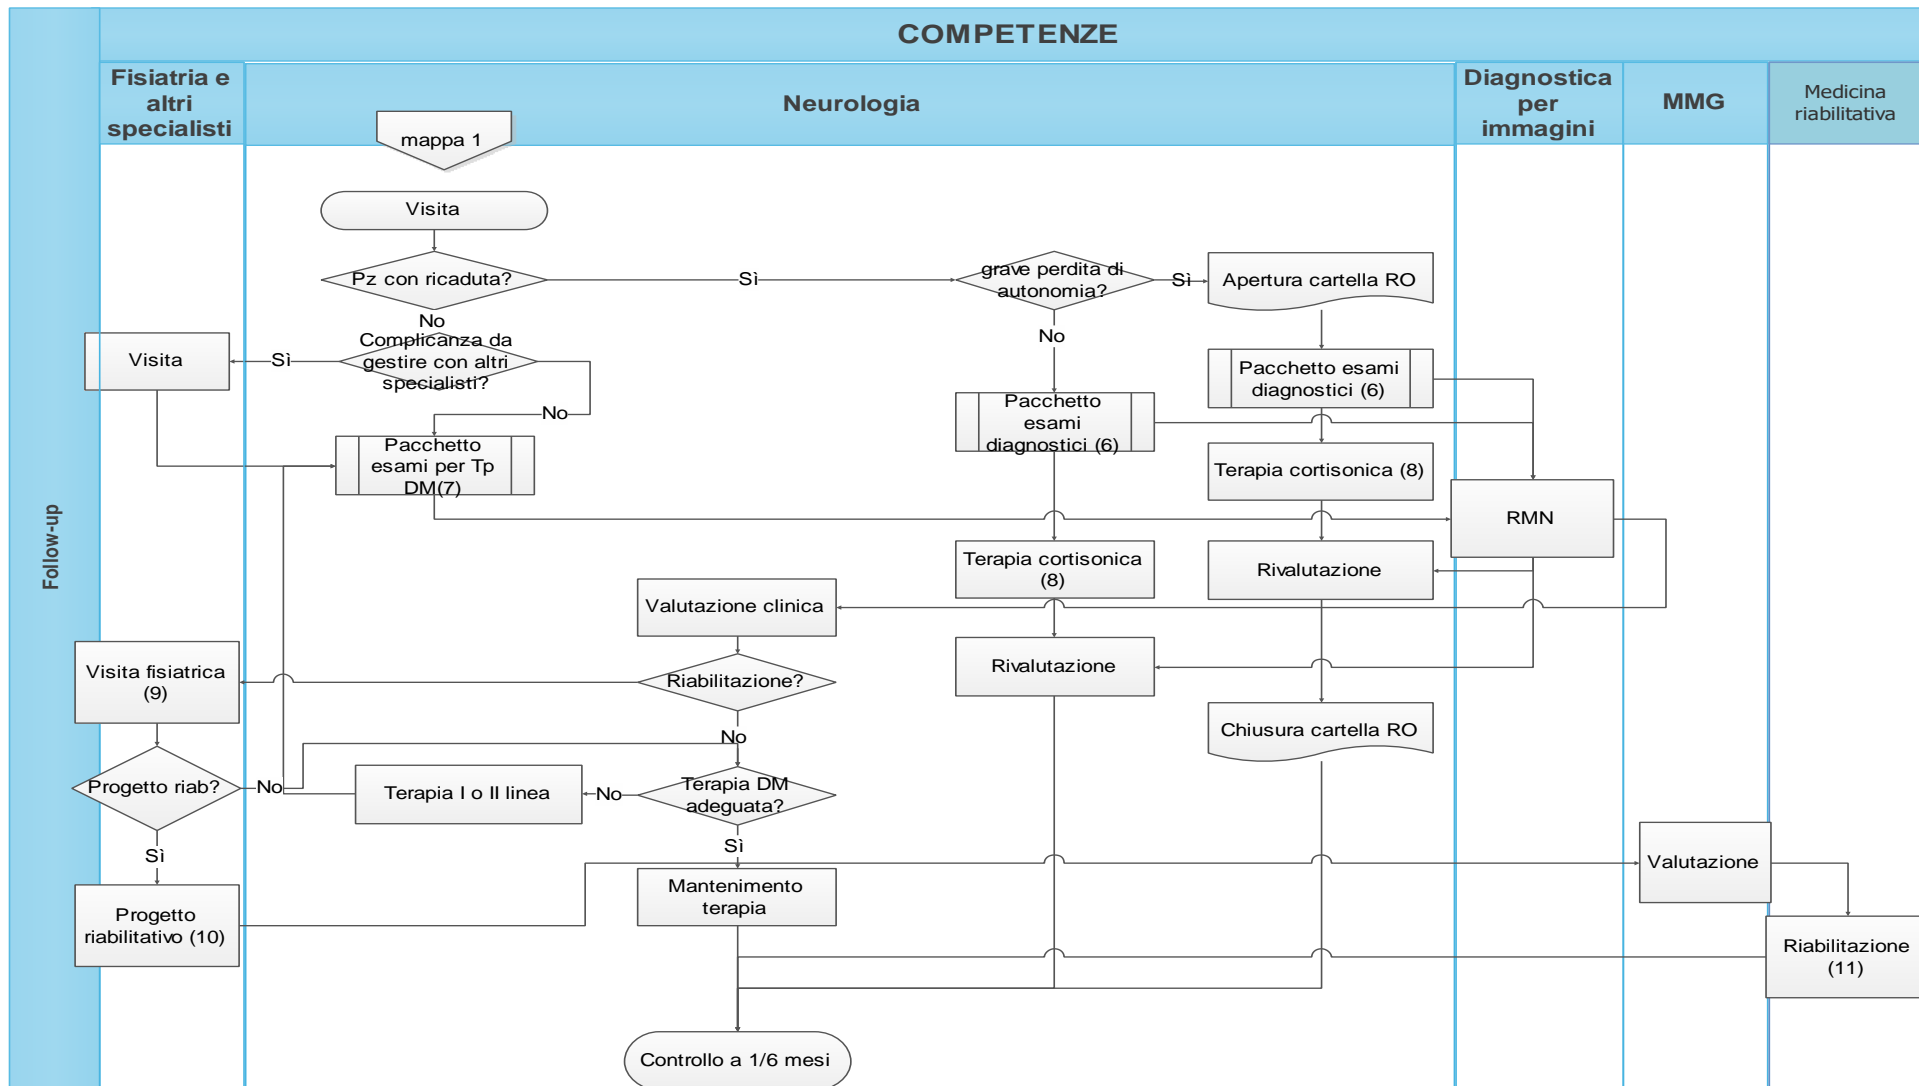 COMPETENZE
Fisiatria e
altri
specialisti
Neurologia
Diagnostica
per
immagini
MMG
Medicina
riabilitativa
Follow-up
mappa 1
Visita
Pz con ricaduta?
Sì
grave perdita di
autonomia?
Sì
Apertura cartella RO
No
No
Complicanza da
gestire con altri
specialisti?
Sì
Visita
No
Pacchetto esami
diagnostici (6)
Pacchetto
esami
diagnostici (6)
Pacchetto
esami per Tp
DM(7)
Terapia cortisonica (8)
RMN
Terapia cortisonica
(8)
Rivalutazione
Valutazione clinica
Rivalutazione
Riabilitazione?
Visita fisiatrica
(9)
No
Chiusura cartella RO
Progetto riab?
No
Terapia I o II linea
No
Terapia DM
adeguata?
Sì
Sì
Valutazione
Mantenimento
terapia
Progetto
riabilitativo (10)
Riabilitazione
(11)
Controllo a 1/6 mesi